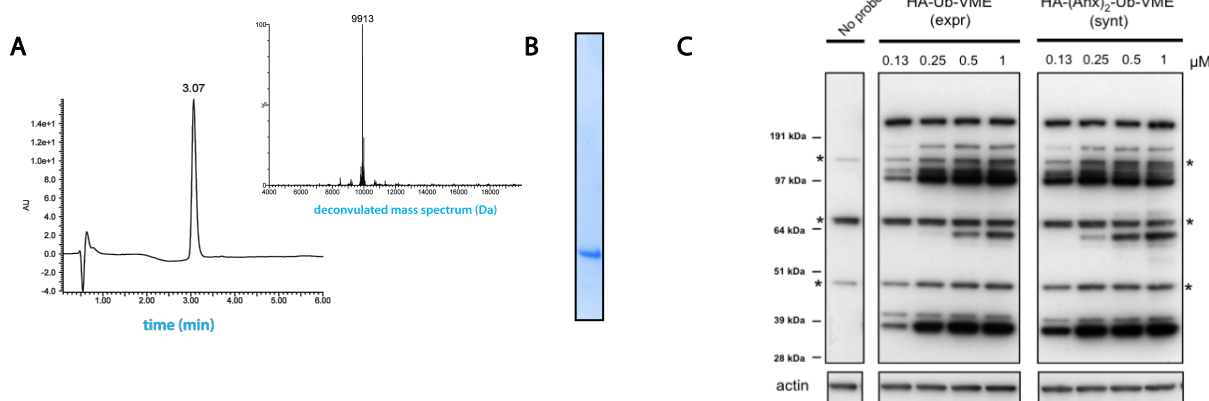 A
3.07
1.4e+1
1.2e+1
1.0e+1
8.0
6.0
4.0
2.0
0.0
-2.0
-4.0
AU
1.00
2.00
3.00
4.00
5.00
6.00
time (min)
9913
100
%
0
4000
6000
8000
10000
12000
14000
16000
18000
deconvulated mass spectrum (Da)
B
C
No probe
HA-Ub-VME
(expr)
HA-(Ahx)2-Ub-VME
(synt)
0.13 0.25 0.5 1
0.13 0.25 0.5 1
µM
191 kDa
*
*
97 kDa
*
*
64 kDa
51 kDa
*
*
39 kDa
28 kDa
actin